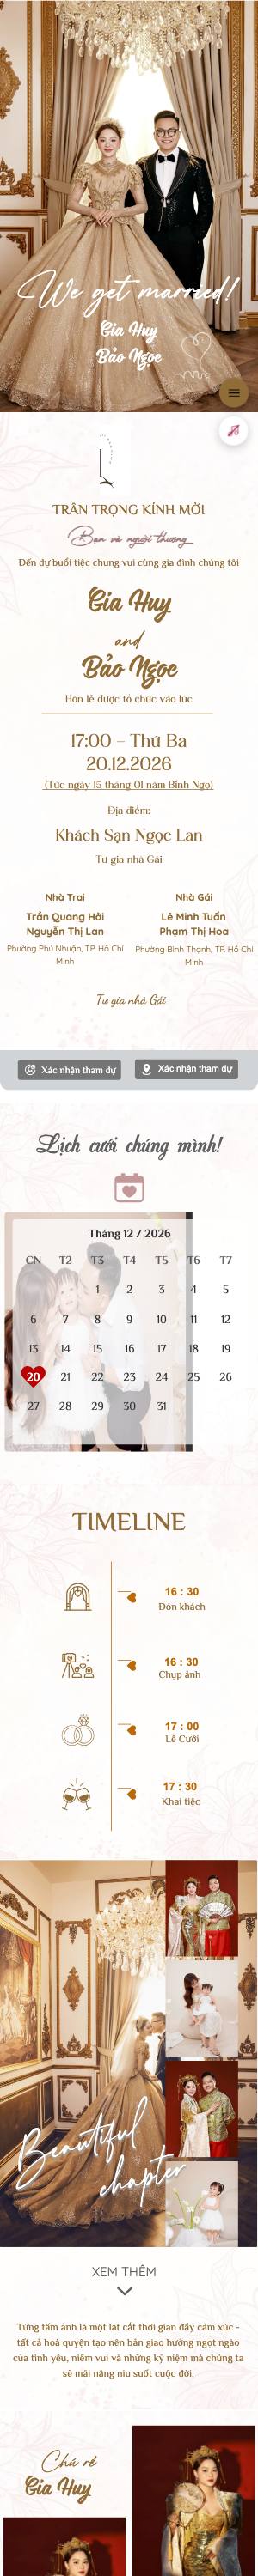 We get married!
Gia Huy
Bảo Ngọc
TRÂN TRỌNG KÍNH MỜI
Bạn và người thương
Đến dự buổi tiệc chung vui cùng gia đình chúng tôi
Gia Huy
and
Bảo Ngọc
Hôn lễ được tổ chức vào lúc
17:00 – Thứ Ba
20.12.2026
(Tức ngày 15 tháng 01 năm Bính Ngọ)
Địa điểm:
Khách Sạn Ngọc Lan
Tư gia nhà Gái
Nhà Trai
Trần Quang Hải
Nguyễn Thị Lan
Phường Phú Nhuận, TP. Hồ Chí
Minh
Nhà Gái
Lê Minh Tuấn
Phạm Thị Hoa
Phường Bình Thạnh, TP. Hồ Chí
Minh
Tư gia nhà Gái
Xác nhận tham dự
Xác nhận tham dự
Lịch cưới chúng mình!
Tháng 12 / 2026
CN T2 T3 T4 T5 T6 T7
1 2 3 4 5
6 7 8 9 10 11 12
13 14 15 16 17 18 19
20 21 22 23 24 25 26
27 28 29 30 31
TIMELINE
16 : 30
Đón khách
16 : 30
Chụp ảnh
17 : 00
Lễ Cưới
17 : 30
Khai tiệc
Beautiful
chapter
XEM THÊM
Từng tấm ảnh là một lát cắt thời gian đầy cảm xúc -
tất cả hoà quyện tạo nên bản giao hưởng ngọt ngào
của tình yêu, niềm vui và những kỷ niệm mà chúng ta
sẽ mãi nâng niu suốt cuộc đời.
Chú rể
Gia Huy